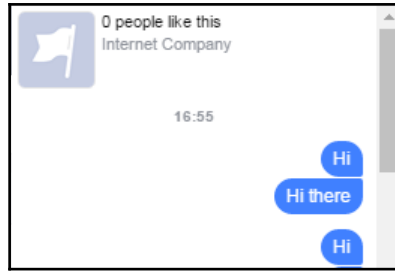 0 people like this
Internet Company
16:55
Hi
Hi there
Hi